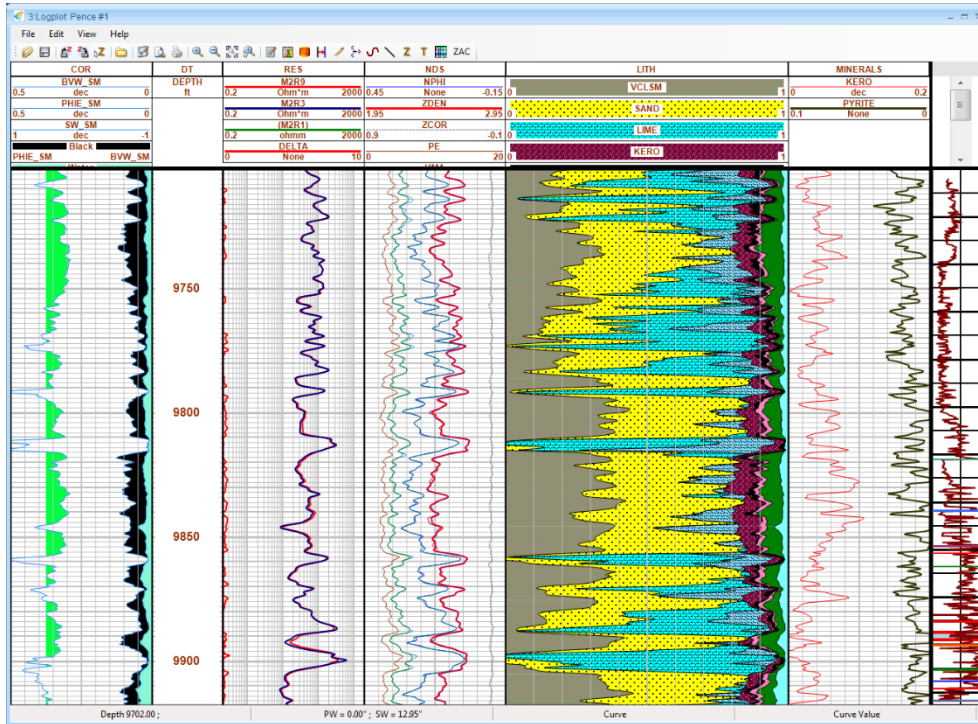 3:Logplot Pence #1
File Edit View Help
Z T ZAC
COR DT RES NDS LITH MINERALS
BVW_SM DEPTH M2R9 NPHI VCLSM KERO
0.5 dec 0 ft 0.2 Ohm*m 2000 0.45 None -0.15 0 1 0 dec 0.2
PHIE_SM M2R3 ZDEN SAND PYRITE
0.5 dec 0 0.2 Ohm*m 2000 1.95 2.95 0 1 0.1 None 0
SW_SM (M2R1) ZCOR LIME
1 dec -1 0.2 ohmm 2000 0.9 -0.1 0 1
Black DELTA PE KERO
PHIE_SM BVW_SM 0 None 10 0 20 0 1
9750
9800
9850
9900
Depth 9702.00 ; PW = 0.00" ; SW = 12.95" Curve Curve Value